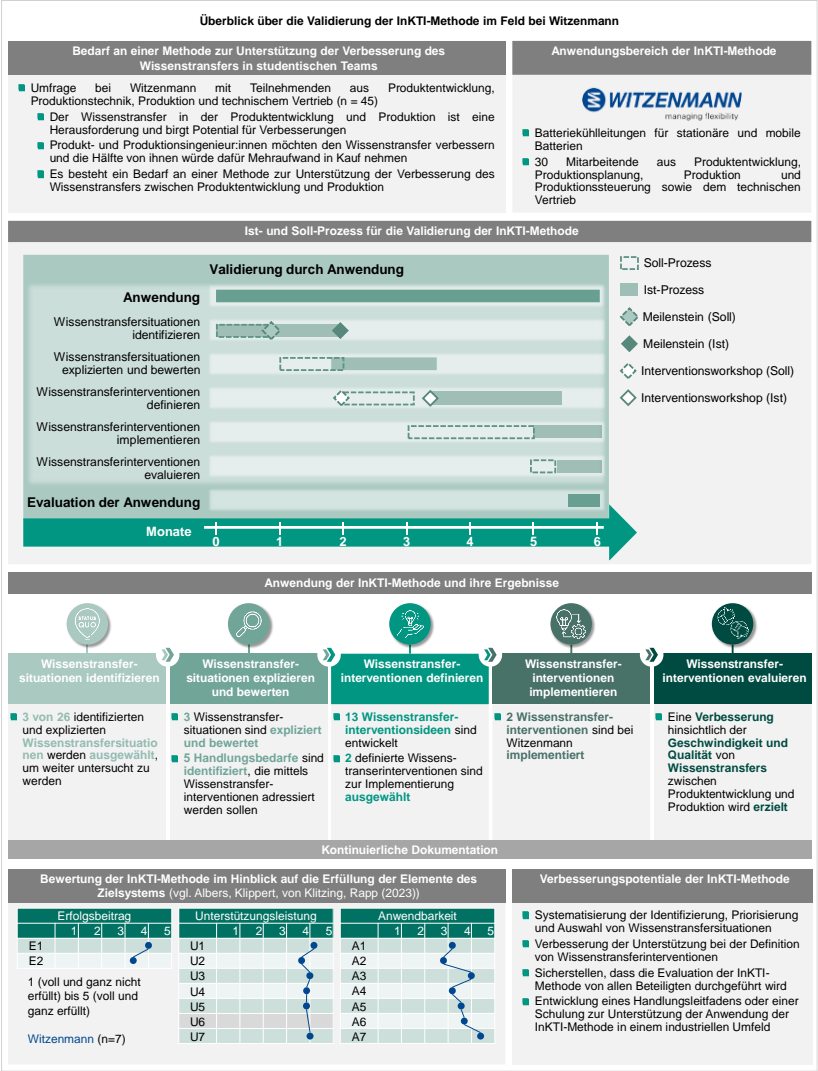 Überblick über die Validierung der InKTI-Methode im Feld bei Witzenmann
Bedarf an einer Methode zur Unterstützung der Verbesserung des
Wissenstransfers in studentischen Teams
Umfrage bei Witzenmann mit Teilnehmenden aus Produktentwicklung,
Produktionstechnik, Produktion und technischem Vertrieb (n = 45)
Der Wissenstransfer in der Produktentwicklung und Produktion ist eine
Herausforderung und birgt Potential für Verbesserungen
Produkt- und Produktionsingenieur:innen möchten den Wissenstransfer verbessern
und die Hälfte von ihnen würde dafür Mehraufwand in Kauf nehmen
Es besteht ein Bedarf an einer Methode zur Unterstützung der Verbesserung des
Wissenstransfers zwischen Produktentwicklung und Produktion
Anwendungsbereich der InKTI-Methode
WITZENMANN
managing flexibility
Batteriekühlleitungen für stationäre und mobile
Batterien
30 Mitarbeitende aus Produktentwicklung,
Produktionsplanung, Produktion und
Produktionssteuerung sowie dem technischen
Vertrieb
Ist- und Soll-Prozess für die Validierung der InKTI-Methode
Validierung durch Anwendung
Anwendung
Wissenstransfersituationen
identifizieren
Wissenstransfersituationen
explizierten und bewerten
Wissenstransferinterventionen
definieren
Wissenstransferinterventionen
implementieren
Wissenstransferinterventionen
evaluieren
Evaluation der Anwendung
Monate
0 1 2 3 4 5 6
Soll-Prozess
Ist-Prozess
Meilenstein (Soll)
Meilenstein (Ist)
Interventionsworkshop (Soll)
Interventionsworkshop (Ist)
Anwendung der InKTI-Methode und ihre Ergebnisse
STATUS
QUO
Wissenstransfer-
situationen identifizieren
3 von 26 identifizierten
und explizierten
Wissenstransfersituatio
nen werden ausgewählt,
um weiter untersucht zu
werden
Wissenstransfer-
situationen explizieren
und bewerten
3 Wissenstransfer-
situationen sind expliziert
und bewertet
5 Handlungsbedarfe sind
identifiziert, die mittels
Wissenstransfer-
interventionen adressiert
werden sollen
Wissenstransfer-
interventionen definieren
13 Wissenstransfer-
interventionsideen sind
entwickelt
2 definierte Wissens-
transerinterventionen sind
zur Implementierung
ausgewählt
Wissenstransfer-
interventionen
implementieren
2 Wissenstransfer-
interventionen sind bei
Witzenmann
implementiert
Wissenstransfer-
interventionen evaluieren
Eine Verbesserung
hinsichtlich der
Geschwindigkeit und
Qualität von
Wissenstransfers
zwischen
Produktentwicklung und
Produktion wird erzielt
Kontinuierliche Dokumentation
Bewertung der InKTI-Methode im Hinblick auf die Erfüllung der Elemente des
Zielsystems (vgl. Albers, Klippert, von Klitzing, Rapp (2023))
Erfolgsbeitrag
1 2 3 4 5
E1
E2
1 (voll und ganz nicht
erfüllt) bis 5 (voll und
ganz erfüllt)
Witzenmann (n=7)
Unterstützungsleistung
1 2 3 4 5
U1
U2
U3
U4
U5
U6
U7
Anwendbarkeit
1 2 3 4 5
A1
A2
A3
A4
A5
A6
A7
Verbesserungspotentiale der InKTI-Methode
Systematisierung der Identifizierung, Priorisierung
und Auswahl von Wissenstransfersituationen
Verbesserung der Unterstützung bei der Definition
von Wissenstransferinterventionen
Sicherstellen, dass die Evaluation der InKTI-
Methode von allen Beteiligten durchgeführt wird
Entwicklung eines Handlungsleitfadens oder einer
Schulung zur Unterstützung der Anwendung der
InKTI-Methode in einem industriellen Umfeld